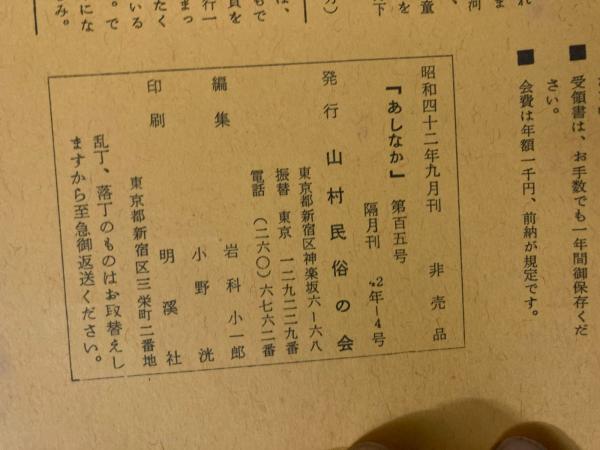 ■ 受領書は、お手数でも一年間御保存くだ
さい。
■ 会費は年額一千円、前納が規定です。
昭和四十二年九月刊 非売品
『あしなか』 第百五号
隔月刊 42年—4号
発行 山村民俗の会
東京都新宿区神楽坂六ー六八
振替 東京 一二九二二九番
電話 (二六〇)六七六二番
編集 岩科小一郎
小野洸
印刷 明溪社
東京都新宿区三栄町二番地
乱丁、落丁のものはお取替えし
ますから至急御返送ください。